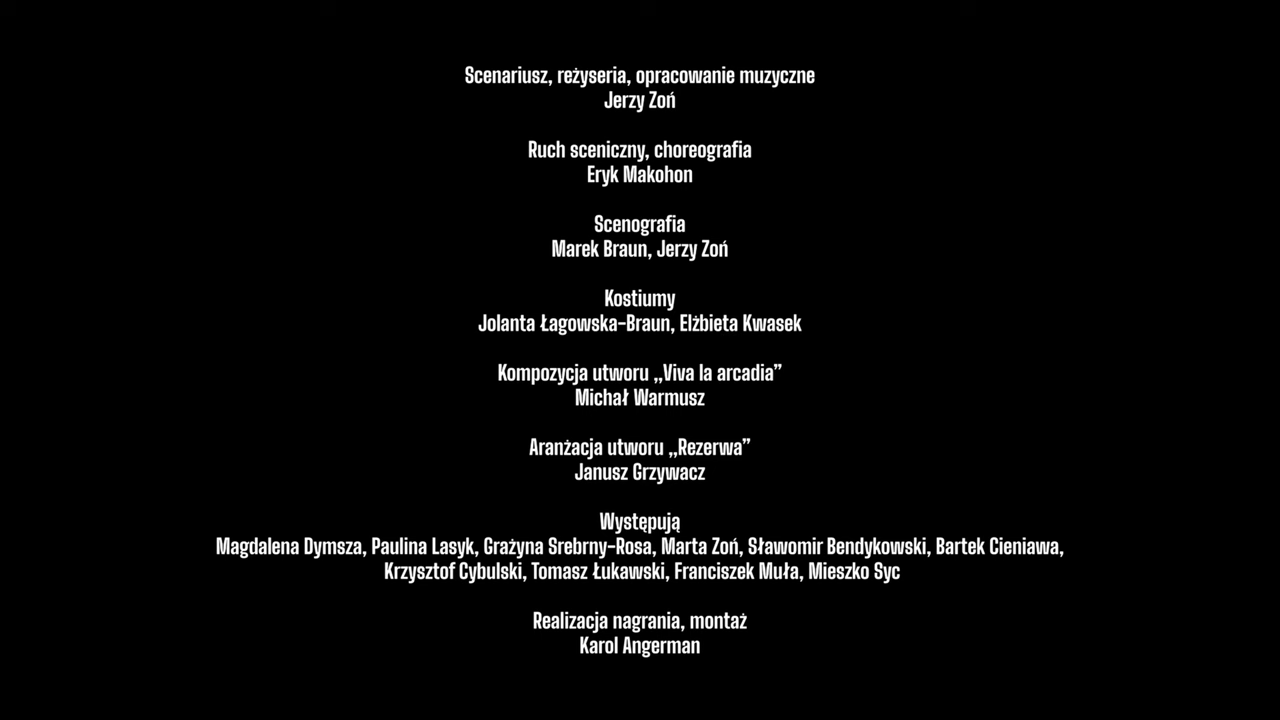 Scenariusz, reżyseria, opracowanie muzyczne
Jerzy Zoń
Ruch sceniczny, choreografia
Eryk Makohon
Scenografia
Marek Braun, Jerzy Zoń
Kostiumy
Jolanta Łagowska-Braun, Elżbieta Kwasek
Kompozycja utworu „Viva la arcadia”
Michał Warmusz
Aranżacja utworu „Rezerwa”
Janusz Grzywacz
Występują
Magdalena Dymsza, Paulina Lasyk, Grażyna Srebrny-Rosa, Marta Zoń, Sławomir Bendykowski, Bartek Cieniawa,
Krzysztof Cybulski, Tomasz Łukawski, Franciszek Muła, Mieszko Syc
Realizacja nagrania, montaż
Karol Angerman